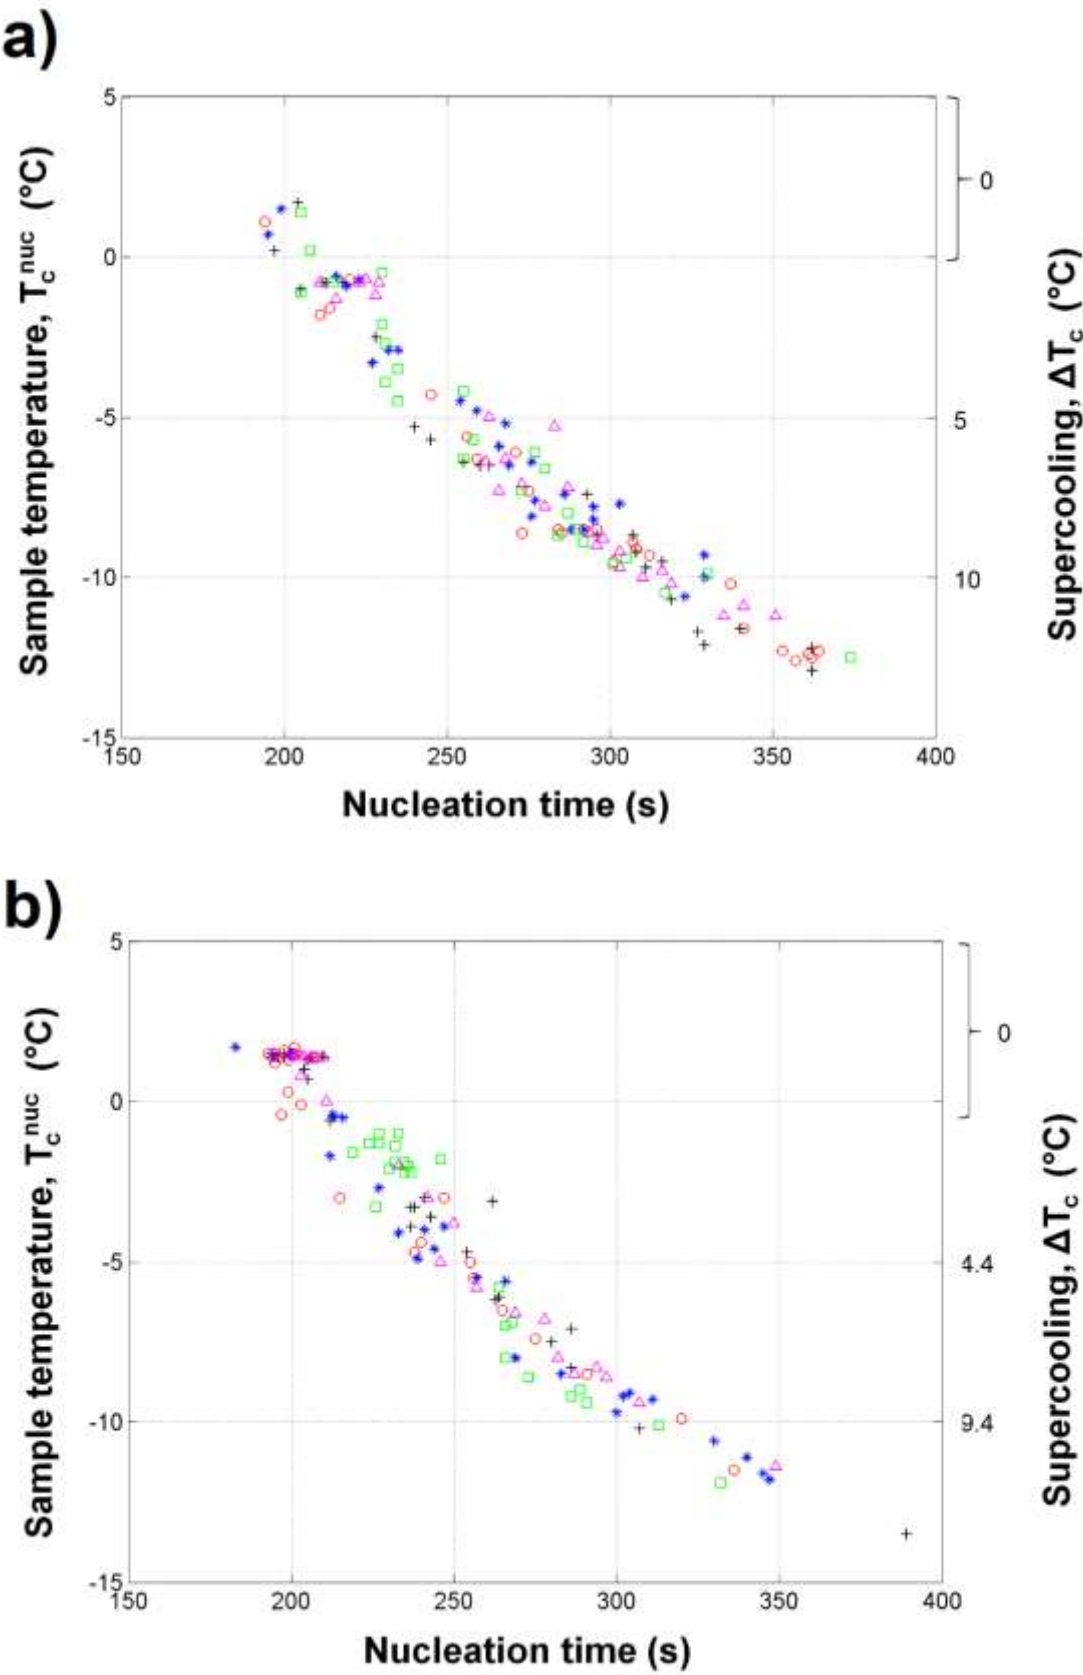 a)
Sample temperature, T_c^nuc (°C)
5
0
-5
-10
-15
150 200 250 300 350 400
Nucleation time (s)
0
5
10
Supercooling, ΔT_c (°C)
b)
Sample temperature, T_c^nuc (°C)
5
0
-5
-10
-15
150 200 250 300 350 400
Nucleation time (s)
0
4.4
9.4
Supercooling, ΔT_c (°C)